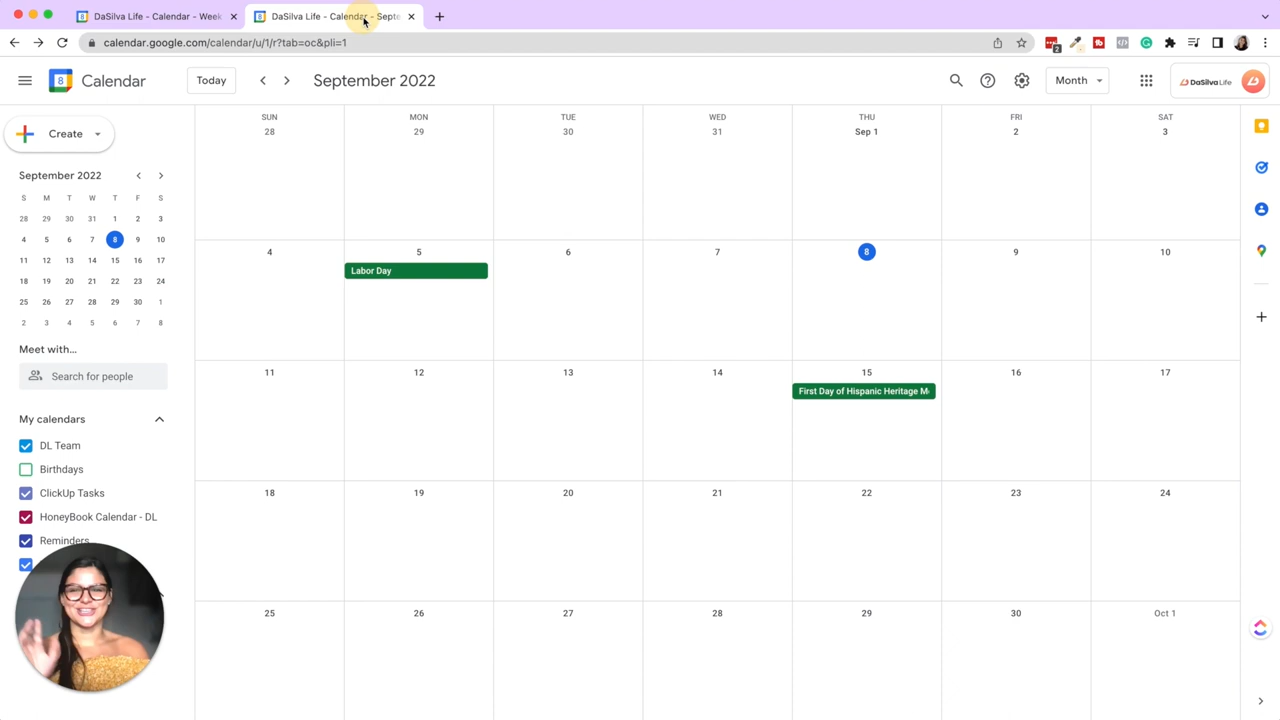 DaSilva Life - Calendar - Week
DaSilva Life - Calendar - Septe
calendar.google.com/calendar/u/1/r?tab=oc&pli=1
2
8 Calendar
Today
September 2022
Month
DaSilva Life
Create
September 2022
S M T W T F S
28 29 30 31 1 2 3
4 5 6 7 8 9 10
11 12 13 14 15 16 17
18 19 20 21 22 23 24
25 26 27 28 29 30 1
2 3 4 5 6 7 8
Meet with...
Search for people
My calendars
DL Team
Birthdays
ClickUp Tasks
HoneyBook Calendar - DL
Reminders
SUN MON TUE WED THU FRI SAT
28 29 30 31 Sep 1 2 3
4 5 6 7 8 9 10
Labor Day
11 12 13 14 15 16 17
First Day of Hispanic Heritage M
18 19 20 21 22 23 24
25 26 27 28 29 30 Oct 1